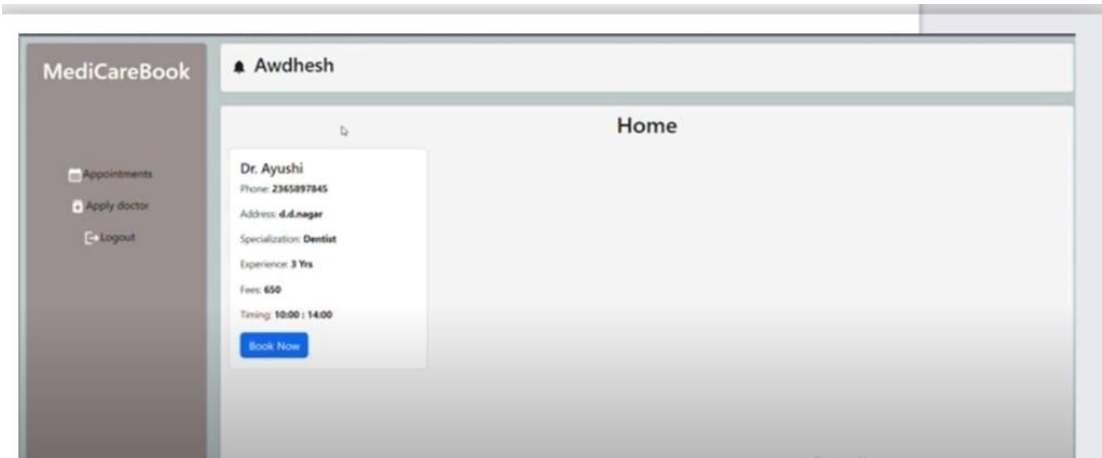 MediCareBook
Appointments
Apply doctor
Logout
Awdhesh
Home
Dr. Ayushi
Phone: 2365897845
Address: d.d.nagar
Specialization: Dentist
Experience: 3 Yrs
Fees: 650
Timing: 10:00 : 14:00
Book Now